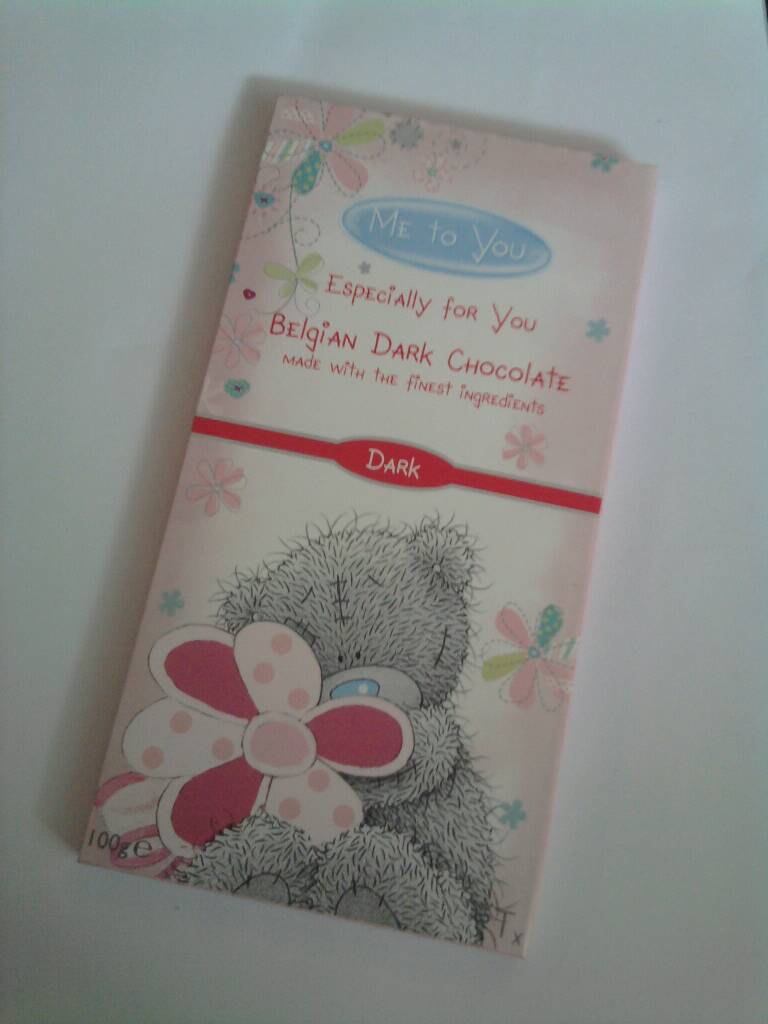 Me to You
Especially for You
Belgian Dark Chocolate
made with the finest ingredients
Dark
100g e
T x